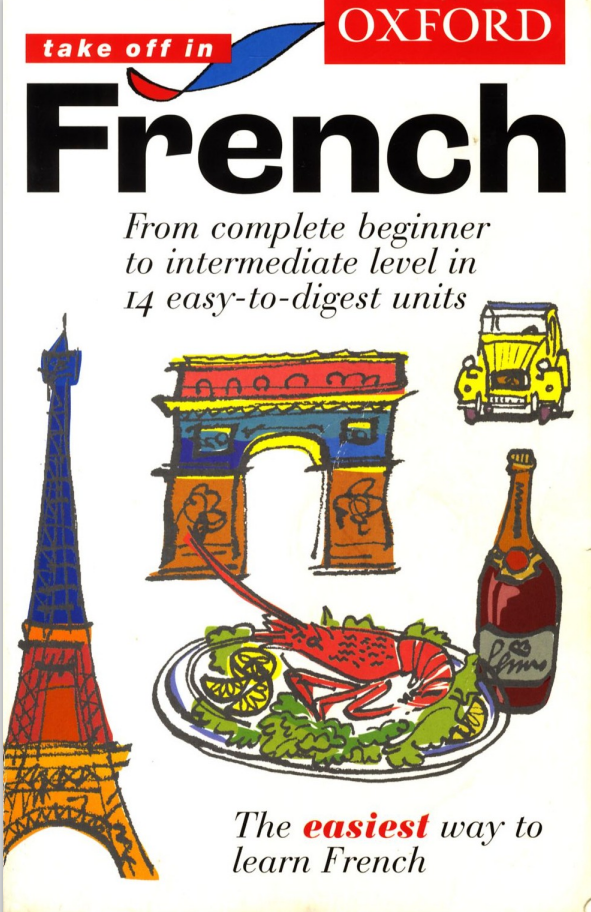 take off in
OXFORD
French
From complete beginner
to intermediate level in
14 easy-to-digest units
The easiest way to
learn French